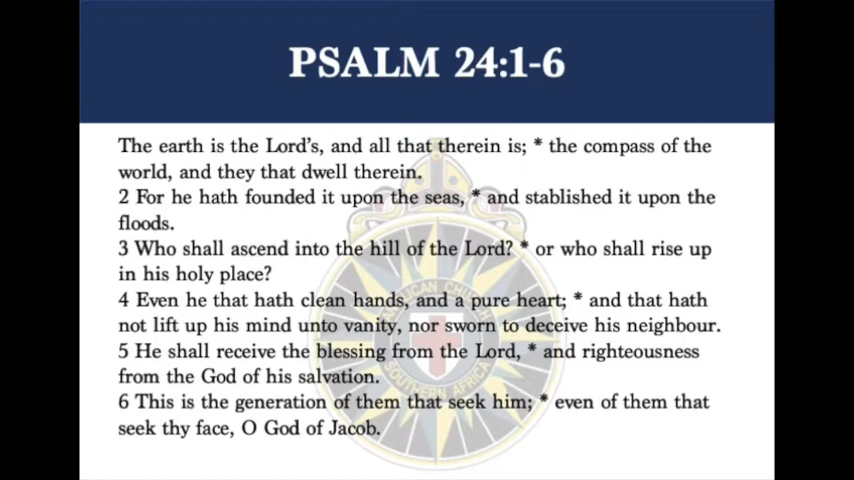 PSALM 24:1-6
The earth is the Lord's, and all that therein is; * the compass of the
world, and they that dwell therein.
2 For he hath founded it upon the seas, * and stablished it upon the
floods.
3 Who shall ascend into the hill of the Lord? * or who shall rise up
in his holy place?
4 Even he that hath clean hands, and a pure heart; * and that hath
not lift up his mind unto vanity, nor sworn to deceive his neighbour.
5 He shall receive the blessing from the Lord, * and righteousness
from the God of his salvation.
6 This is the generation of them that seek him; * even of them that
seek thy face, O God of Jacob.
ANGLICAN CHURCH
SOUTHERN AFRICA